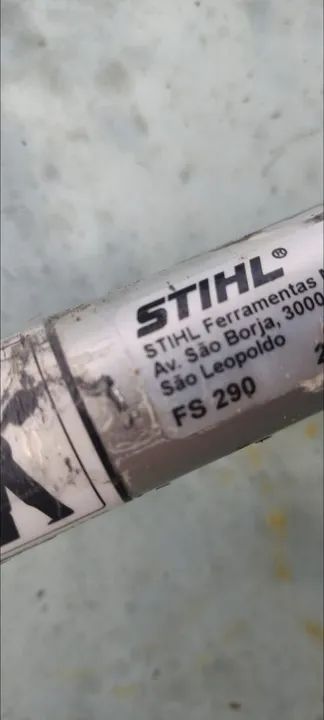 STIHL®
STIHL Ferramentas
Av. São Borja, 3000
São Leopoldo
FS 290